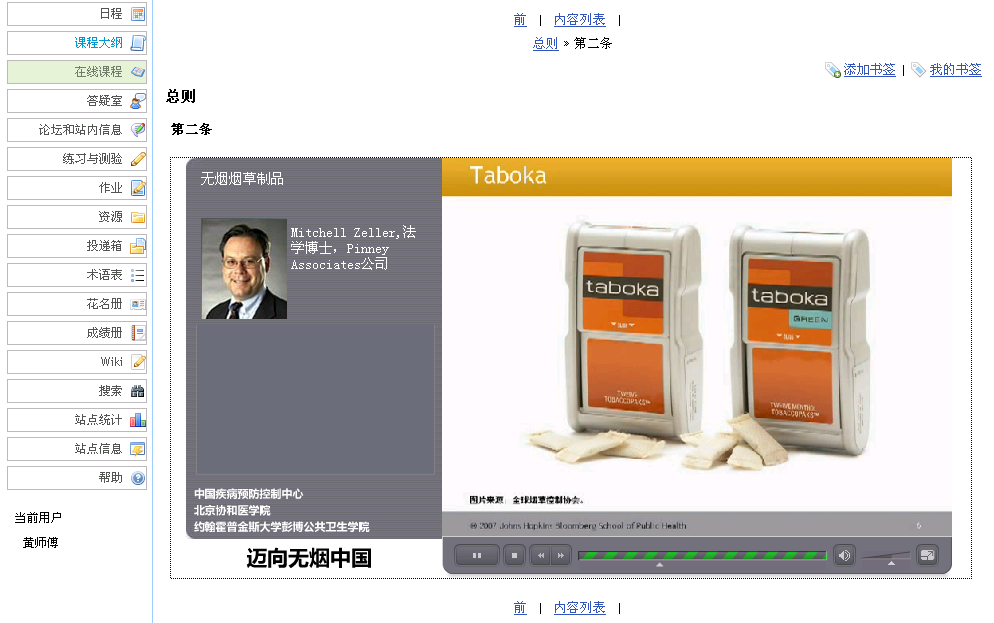 日程
课程大纲
在线课程
答疑室
论坛和站内信息
练习与测验
作业
资源
投递箱
术语表
花名册
成绩册
Wiki
搜索
站点统计
站点信息
帮助
当前用户
黄师傅
前 | 内容列表 |
总则 » 第二条
添加书签 | 我的书签
总则
第二条
无烟烟草制品
Mitchell Zeller,法
学博士, Pinney
Associates公司
中国疾病预防控制中心
北京协和医学院
约翰霍普金斯大学彭博公共卫生学院
迈向无烟中国
Taboka
taboka
TWELVE
TOBACCOPAKS™
taboka
GREEN
TWELVE MENTHOL
TOBACCOPAKS™
图片来源: 全球烟草控制协会。
© 2007 Johns Hopkins Bloomberg School of Public Health
前 | 内容列表 |